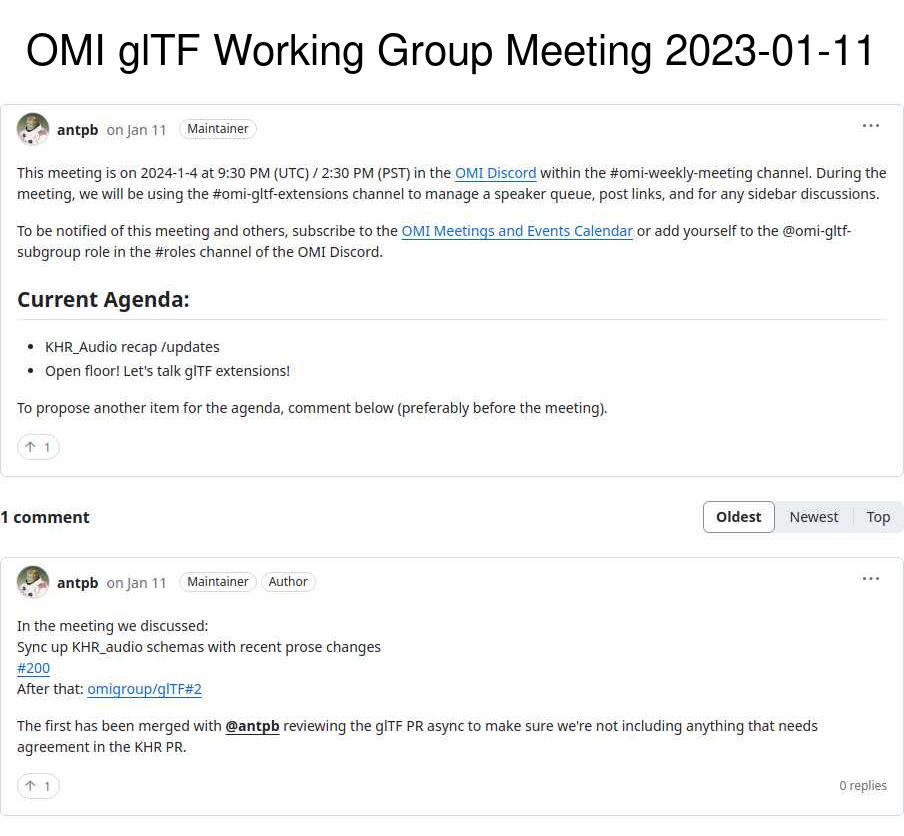 OMI glTF Working Group Meeting 2023-01-11
antpb on Jan 11 Maintainer ...
This meeting is on 2024-1-4 at 9:30 PM (UTC) / 2:30 PM (PST) in the OMI Discord within the #omi-weekly-meeting channel. During the
meeting, we will be using the #omi-gltf-extensions channel to manage a speaker queue, post links, and for any sidebar discussions.
To be notified of this meeting and others, subscribe to the OMI Meetings and Events Calendar or add yourself to the @omi-gltf-
subgroup role in the #roles channel of the OMI Discord.
Current Agenda:
• KHR_Audio recap /updates
• Open floor! Let's talk glTF extensions!
To propose another item for the agenda, comment below (preferably before the meeting).
↑ 1
1 comment Oldest Newest Top
antpb on Jan 11 Maintainer Author ...
In the meeting we discussed:
Sync up KHR_audio schemas with recent prose changes
#200
After that: omigroup/glTF#2
The first has been merged with @antpb reviewing the glTF PR async to make sure we're not including anything that needs
agreement in the KHR PR.
↑ 1 0 replies